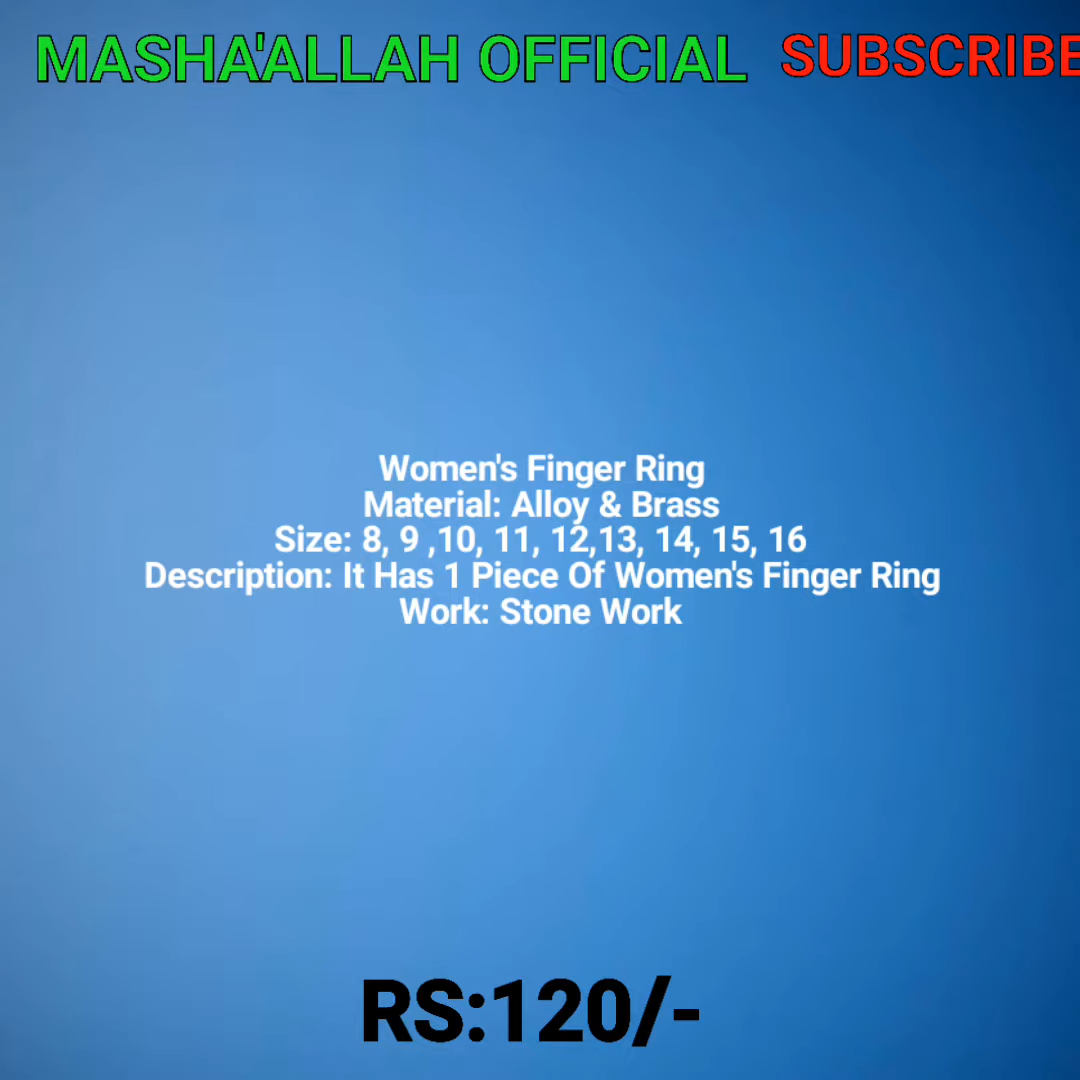 MASHA'ALLAH OFFICIAL SUBSCRIBE
Women's Finger Ring
Material: Alloy & Brass
Size: 8, 9 ,10, 11, 12,13, 14, 15, 16
Description: It Has 1 Piece Of Women's Finger Ring
Work: Stone Work
RS:120/-